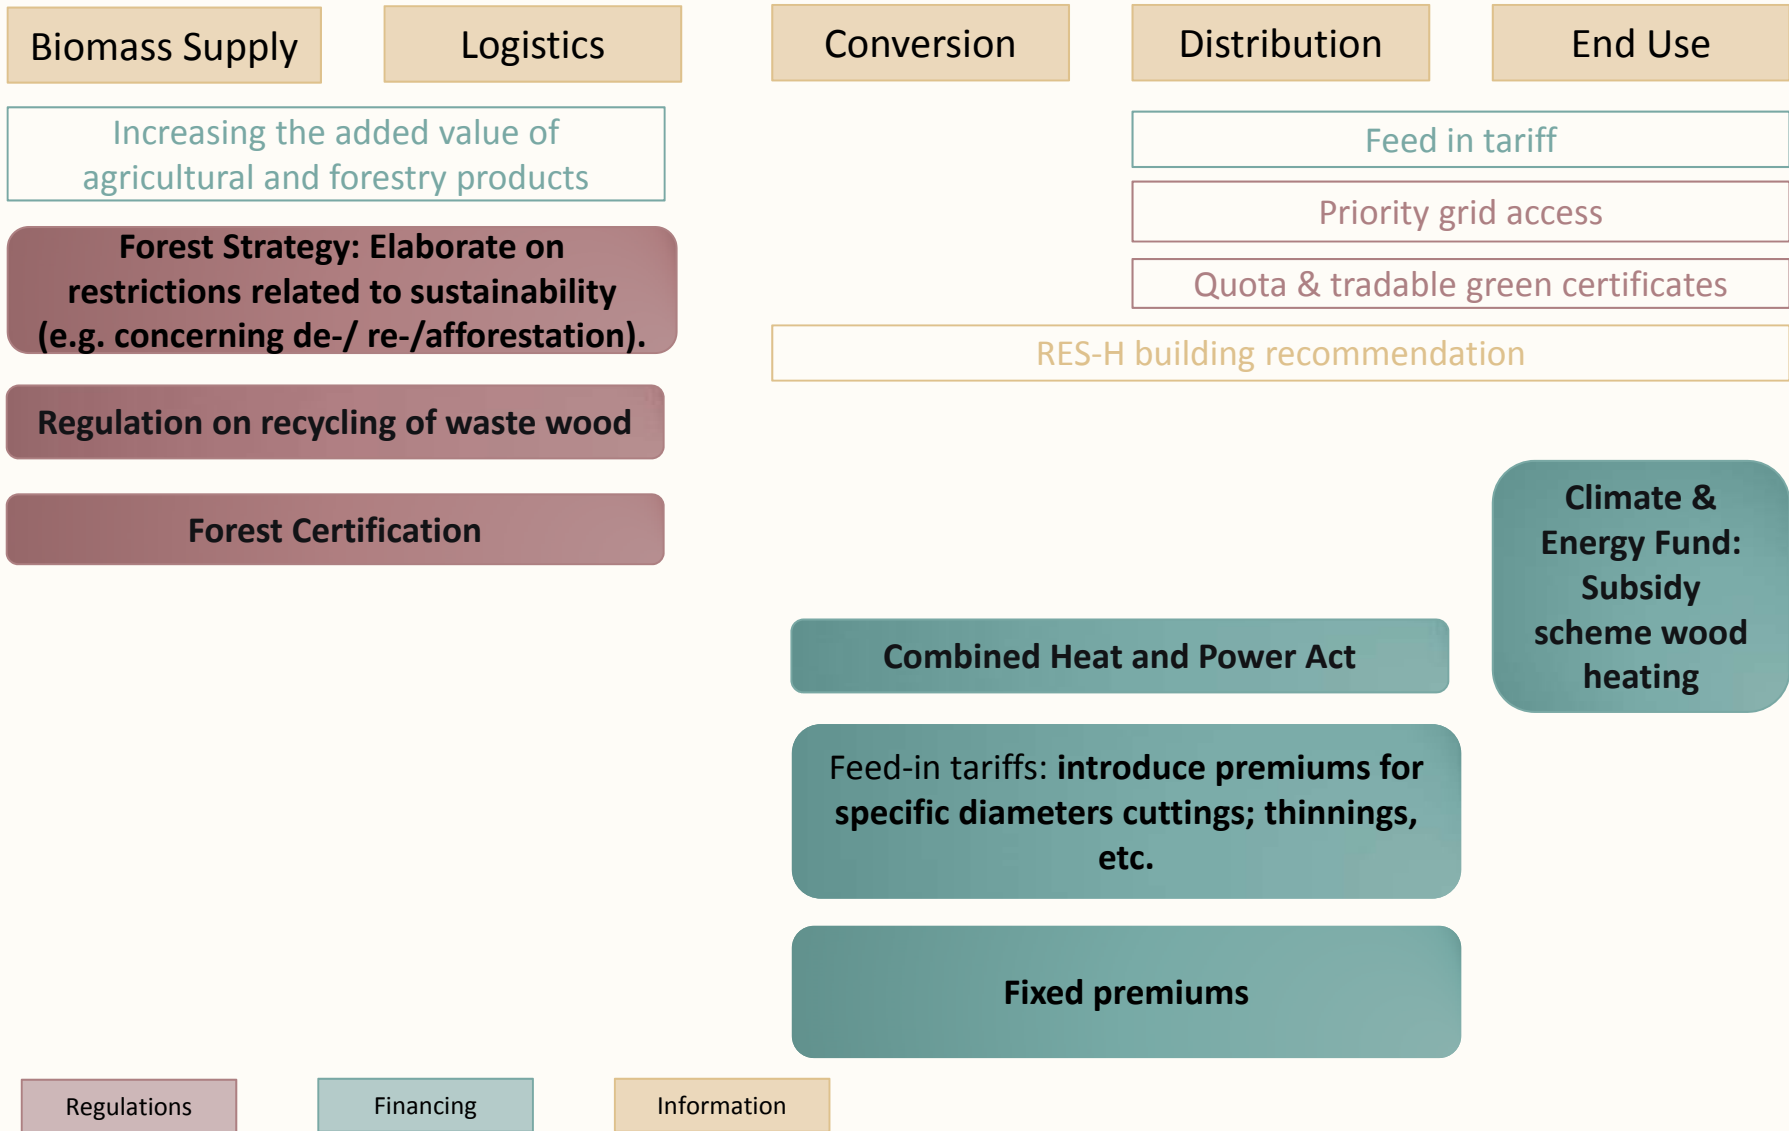 Biomass Supply
Logistics
Conversion
Distribution
End Use
Increasing the added value of
agricultural and forestry products
Feed in tariff
Priority grid access
Forest Strategy: Elaborate on
restrictions related to sustainability
(e.g. concerning de-/ re-/afforestation).
Quota & tradable green certificates
RES-H building recommendation
Regulation on recycling of waste wood
Forest Certification
Climate &
Energy Fund:
Subsidy
scheme wood
heating
Combined Heat and Power Act
Feed-in tariffs: introduce premiums for
specific diameters cuttings; thinnings,
etc.
Fixed premiums
Regulations
Financing
Information